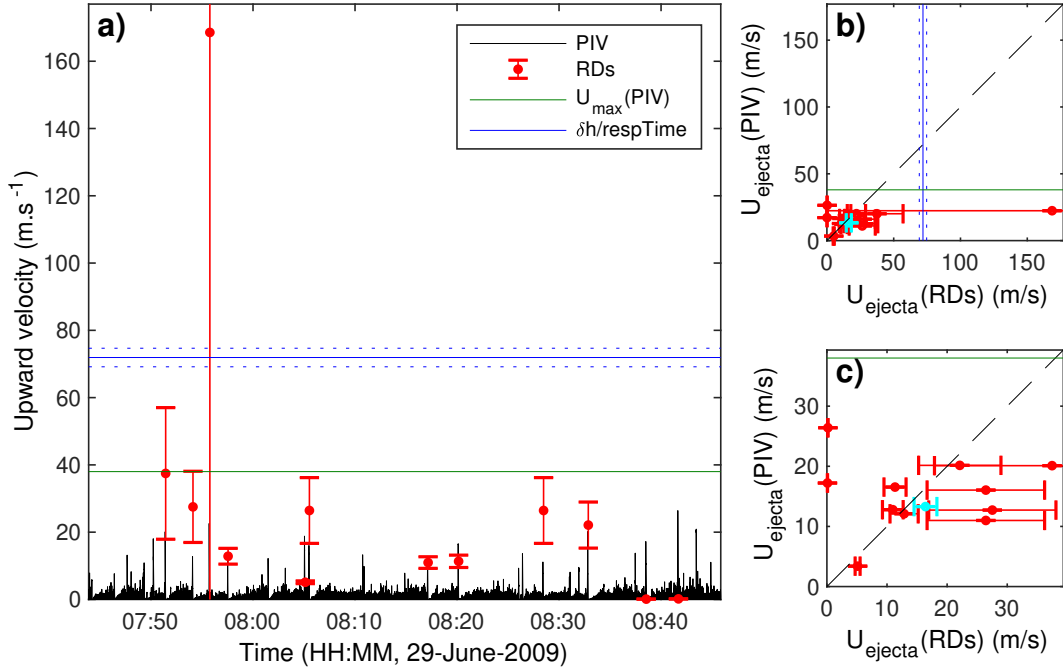 a)
Upward velocity (m.s⁻¹)
160
140
120
100
80
60
40
20
0
07:50 08:00 08:10 08:20 08:30 08:40
Time (HH:MM, 29-June-2009)
PIV
RDs
U_max(PIV)
δh/respTime
b)
U_ejecta(PIV) (m/s)
150
100
50
0
0 50 100 150
U_ejecta(RDs) (m/s)
c)
U_ejecta(PIV) (m/s)
30
20
10
0
0 10 20 30
U_ejecta(RDs) (m/s)